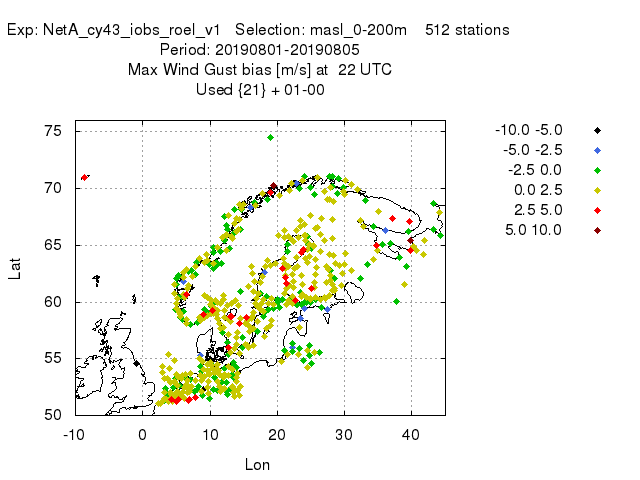 Exp: NetA_cy43_iobs_roel_v1 Selection: masl_0-200m 512 stations
Period: 20190801-20190805
Max Wind Gust bias [m/s] at 22 UTC
Used {21} + 01-00
75
70
65
60
55
50
Lat
-10 0 10 20 30 40
Lon
-10.0 -5.0
-5.0 -2.5
-2.5 0.0
0.0 2.5
2.5 5.0
5.0 10.0